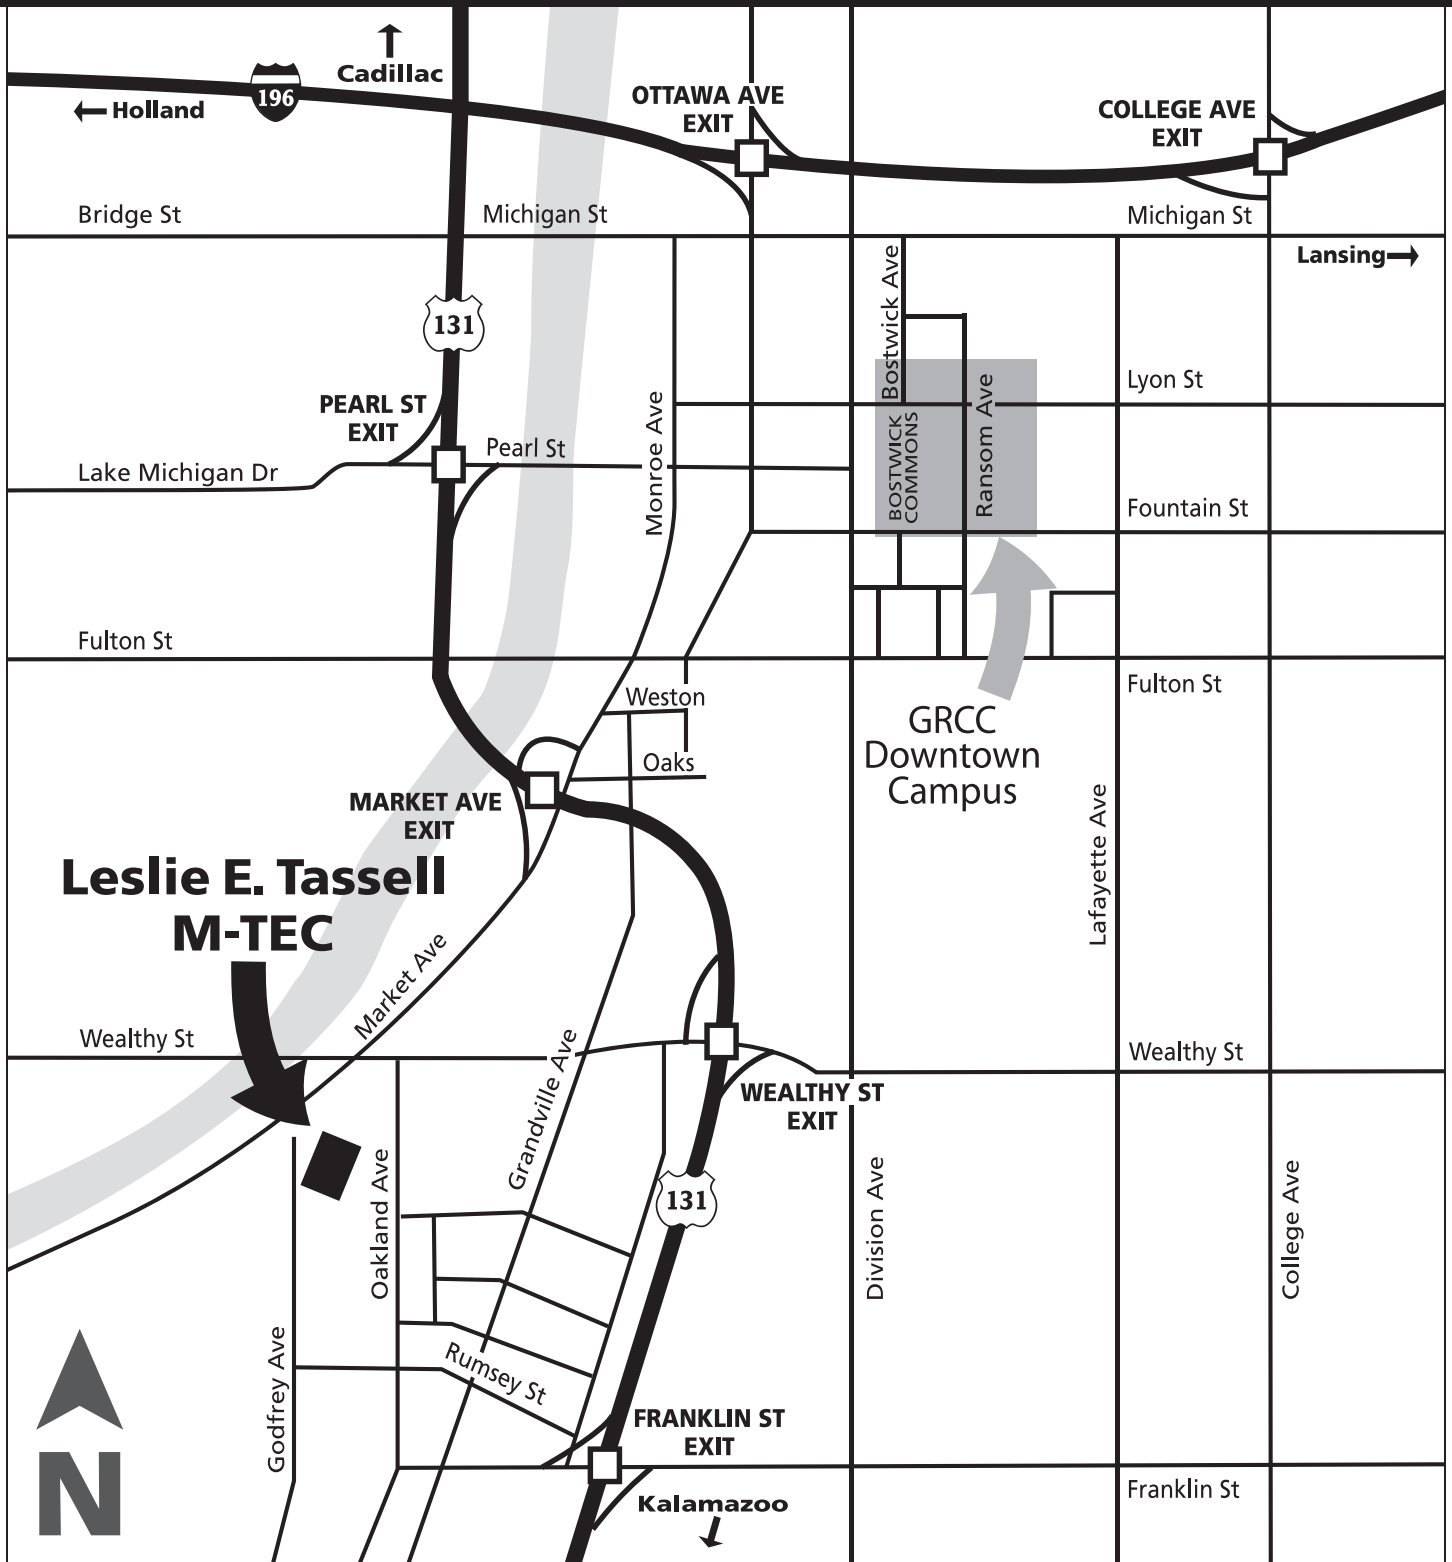 Cadillac
196
Holland
OTTAWA AVE
EXIT
COLLEGE AVE
EXIT
Bridge St
Michigan St
Michigan St
Lansing
Bostwick Ave
131
PEARL ST
EXIT
Lyon St
Pearl St
Monroe Ave
BOSTWICK
COMMONS
Ransom Ave
Lake Michigan Dr
Fountain St
Fulton St
Fulton St
Weston
GRCC
Downtown
Campus
Oaks
MARKET AVE
EXIT
Lafayette Ave
Leslie E. Tassell
M-TEC
Market Ave
Wealthy St
Grandville Ave
Wealthy St
WEALTHY ST
EXIT
Oakland Ave
131
Division Ave
College Ave
Godfrey Ave
Rumsey St
FRANKLIN ST
EXIT
N
Franklin St
Kalamazoo